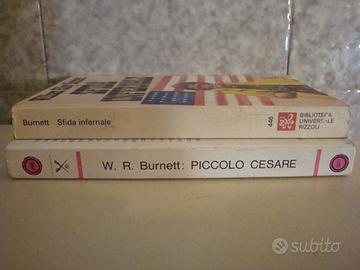 Burnett Sfida infernale
446
BIBLIOTECA
UNIVERSALE
RIZZOLI
W. R. Burnett: PICCOLO CESARE
subito